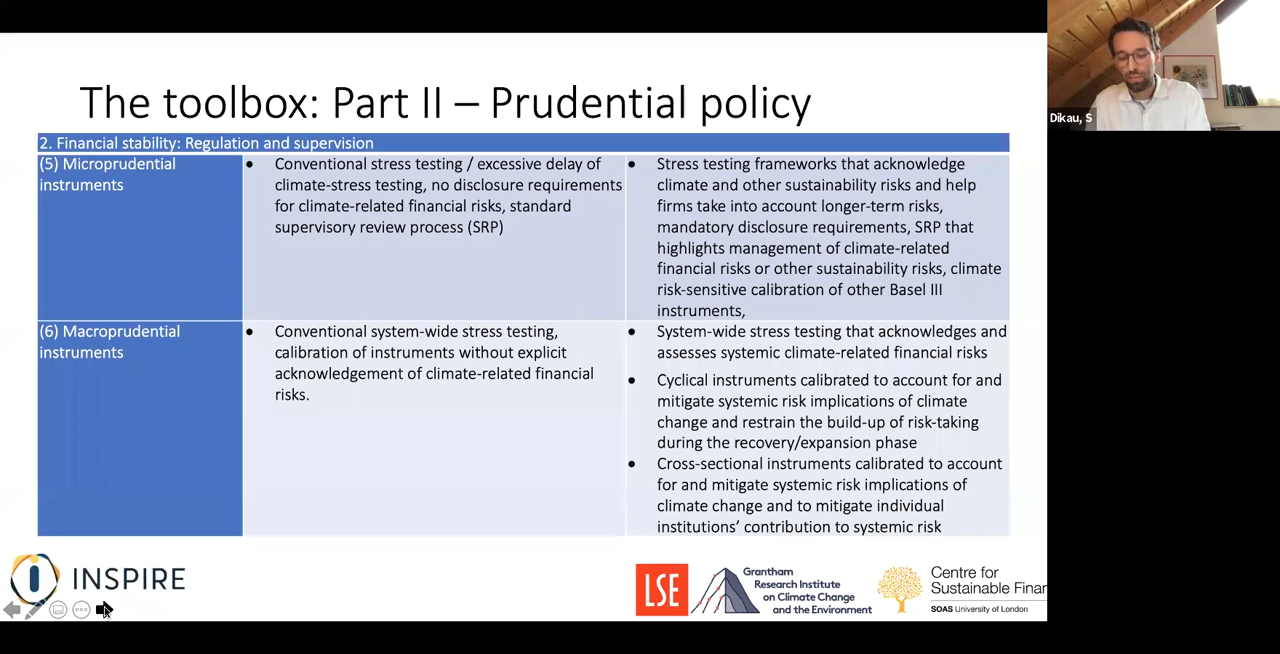 The toolbox: Part II – Prudential policy
2. Financial stability: Regulation and supervision
(5) Microprudential
instruments
• Conventional stress testing / excessive delay of
climate-stress testing, no disclosure requirements
for climate-related financial risks, standard
supervisory review process (SRP)
• Stress testing frameworks that acknowledge
climate and other sustainability risks and help
firms take into account longer-term risks,
mandatory disclosure requirements, SRP that
highlights management of climate-related
financial risks or other sustainability risks, climate
risk-sensitive calibration of other Basel III
instruments,
(6) Macroprudential
instruments
• Conventional system-wide stress testing,
calibration of instruments without explicit
acknowledgement of climate-related financial
risks.
• System-wide stress testing that acknowledges and
assesses systemic climate-related financial risks
• Cyclical instruments calibrated to account for and
mitigate systemic risk implications of climate
change and restrain the build-up of risk-taking
during the recovery/expansion phase
• Cross-sectional instruments calibrated to account
for and mitigate systemic risk implications of
climate change and to mitigate individual
institutions’ contribution to systemic risk
INSPIRE
LSE
Grantham
Research Institute
on Climate Change
and the Environment
Centre for
Sustainable Finan
SOAS University of London
Dikau, S